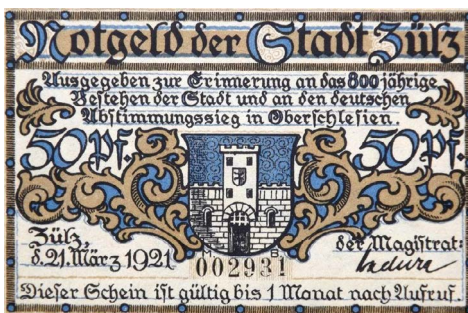 Notgeld der Stadt Zülz
Ausgegeben zur Erinnerung an das 800 jährige
Bestehen der Stadt und an den deutschen
Abstimmungssieg in Oberschlesien.
50 Pf. 50 Pf.
Zülz,
d. 21. März 1921
M. B.
002931
der Magistrat:
Dieser Schein ist gültig bis 1 Monat nach Aufruf.